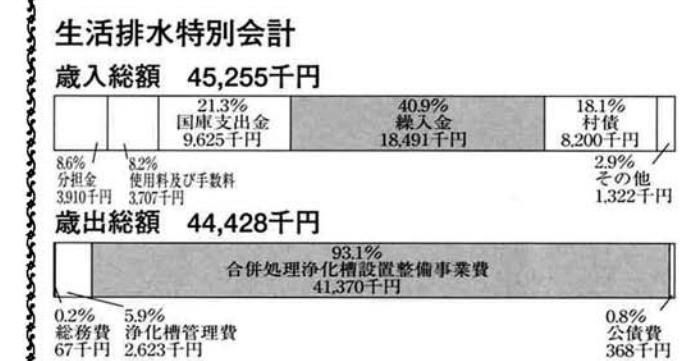 生活排水特別会計
歳入総額 45,255千円
21.3%
国庫支出金
9,625千円
40.9%
繰入金
18,491千円
18.1%
村債
8,200千円
8.6%
分担金
3,910千円
8.2%
使用料及び手数料
3,707千円
2.9%
その他
1,322千円
歳出総額 44,428千円
93.1%
合併処理浄化槽設置整備事業費
41,370千円
0.2%
総務費
67千円
5.9%
浄化槽管理費
2,623千円
0.8%
公債費
368千円